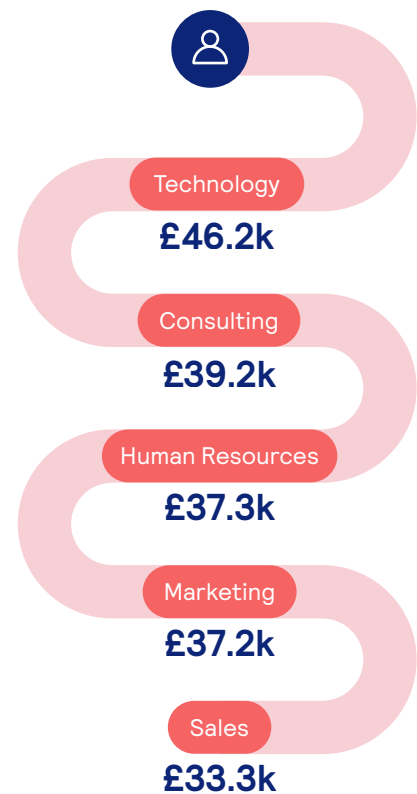 Technology
£46.2k
Consulting
£39.2k
Human Resources
£37.3k
Marketing
£37.2k
Sales
£33.3k